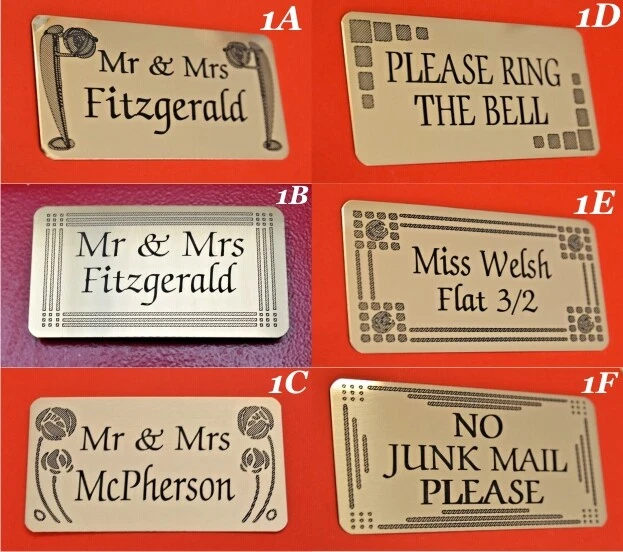 1A
Mr & Mrs
Fitzgerald
1D
PLEASE RING
THE BELL
1B
Mr & Mrs
Fitzgerald
1E
Miss Welsh
Flat 3/2
1C
Mr & Mrs
McPherson
1F
NO
JUNK MAIL
PLEASE